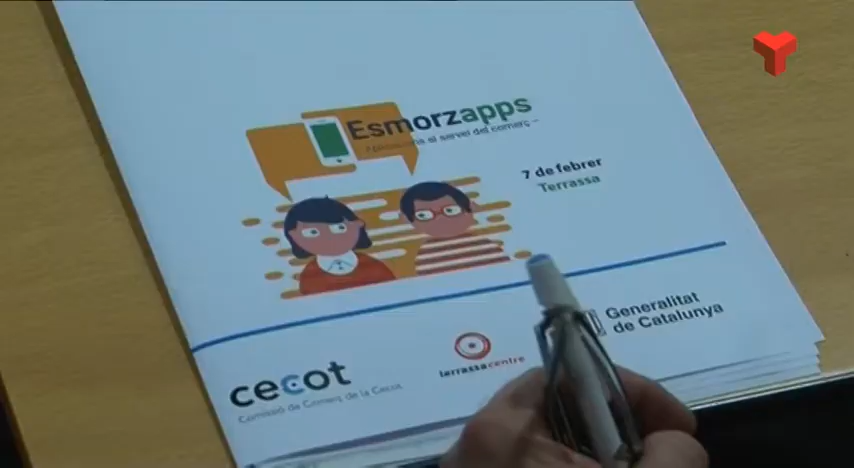 Esmorzapps
Aplicacions al servei del comerç –
7 de febrer
Terrassa
Generalitat
de Catalunya
terrassacentre
cecot
Comissió de Comerç de la Cecot